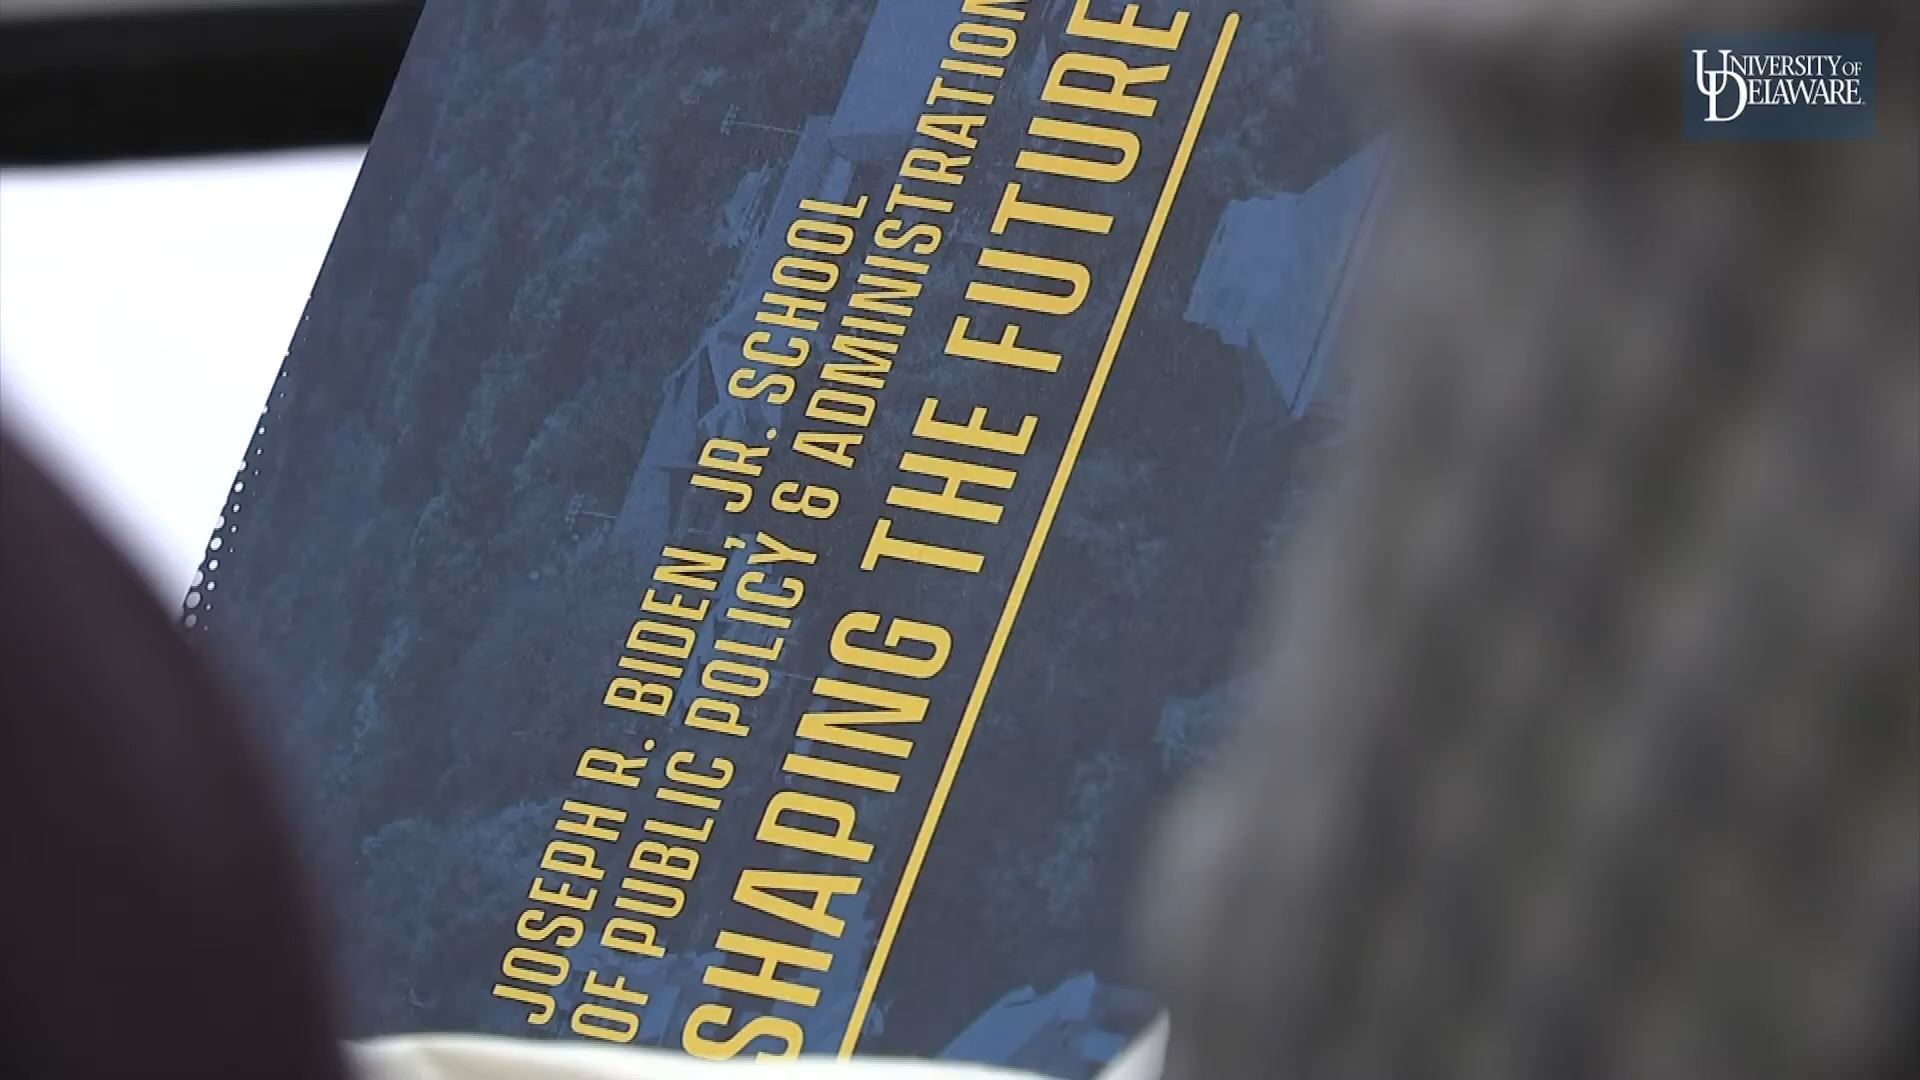 JOSEPH R. BIDEN, JR. SCHOOL
OF PUBLIC POLICY & ADMINISTRATION
SHAPING THE FUTURE
UNIVERSITY OF
DELAWARE